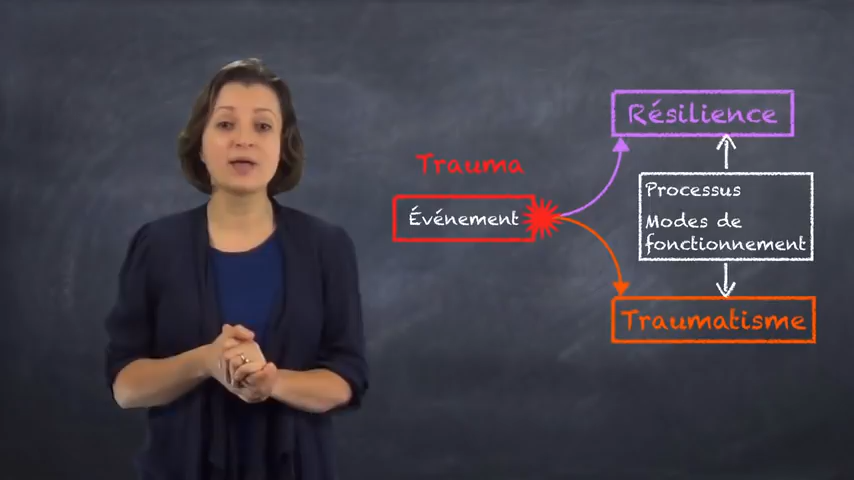 Trauma
Événement
Résilience
Processus
Modes de
fonctionnement
Traumatisme